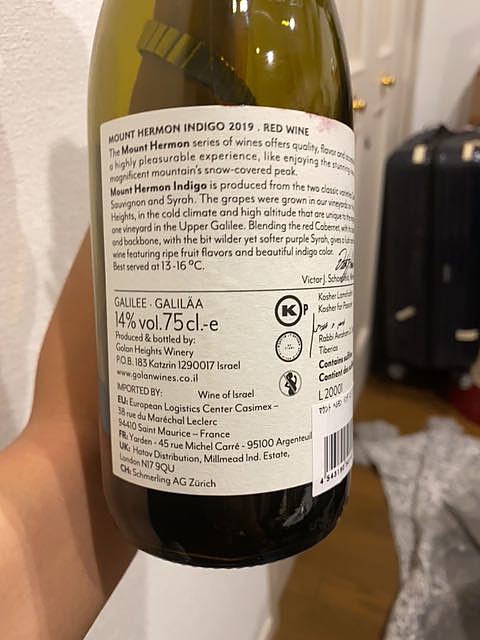 MOUNT HERMON INDIGO 2019 . RED WINE
The Mount Hermon series of wines offers quality, flavor and
a highly pleasurable experience, like enjoying the stunning
magnificent mountain's snow-covered peak.
Mount Hermon Indigo is produced from the two classic varieties
Sauvignon and Syrah. The grapes were grown in our vineyards
Heights, in the cold climate and high altitude that are unique to the
one vineyard in the Upper Galilee. Blending the red Cabernet, with its
and backbone, with the bit wilder yet softer purple Syrah, gives a
wine featuring ripe fruit flavors and beautiful indigo color.
Best served at 13-16 ºC.
Victor J.
GALILEE - GALILÄA
14% vol. 75 cl.-e
Produced & bottled by:
Golan Heights Winery
P.O.B. 183 Katzrin 1290017 Israel
www.golanwines.co.il
Wine of Israel
IMPORTED BY:
EU: European Logistics Center Casimex –
38 rue du Maréchal Leclerc
94410 Saint Maurice – France
FR: Yarden - 45 rue Michel Carré - 95100 Argenteuil
UK: Hatov Distribution, Millmead Ind. Estate,
London N17 9QU
CH: Schmerling AG Zürich
K P
Kosher
Kosher for
Rabbi
Tiberias
Contains
Contient des
L 20001